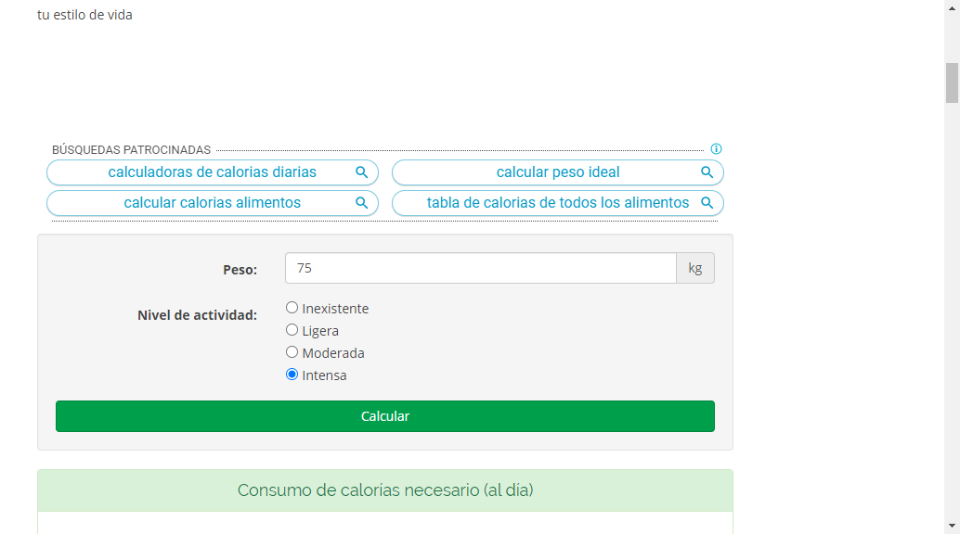 tu estilo de vida
BÚSQUEDAS PATROCINADAS
calculadoras de calorias diarias
calcular peso ideal
calcular calorias alimentos
tabla de calorias de todos los alimentos
Peso:
75
kg
Nivel de actividad:
Inexistente
Ligera
Moderada
Intensa
Calcular
Consumo de calorías necesario (al día)